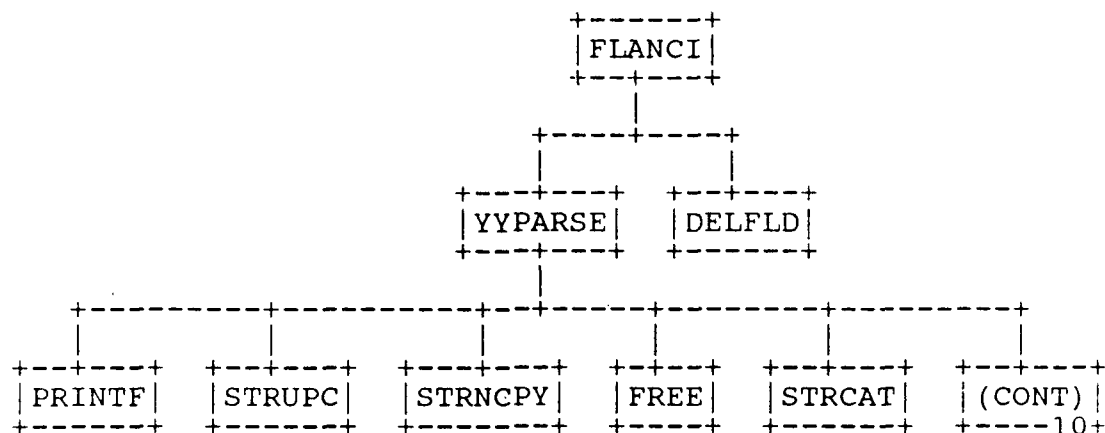 FLANCI
YYPARSE DELFLD
PRINTF STRUPC STRNCPY FREE STRCAT (CONT)
10